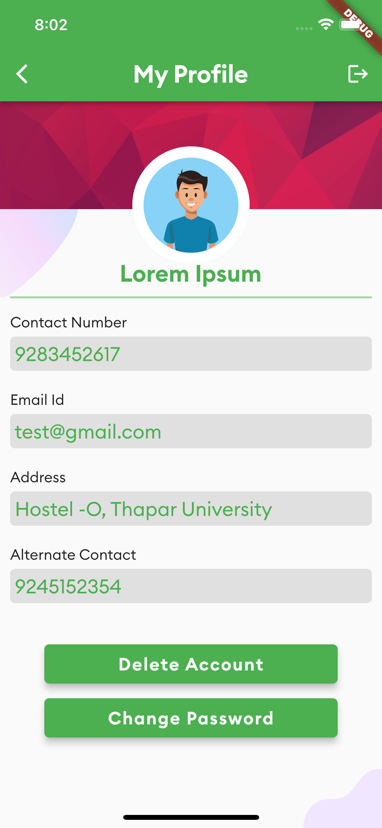 8:02
DEBUG
My Profile
Lorem Ipsum
Contact Number
9283452617
Email Id
test@gmail.com
Address
Hostel -O, Thapar University
Alternate Contact
9245152354
Delete Account
Change Password